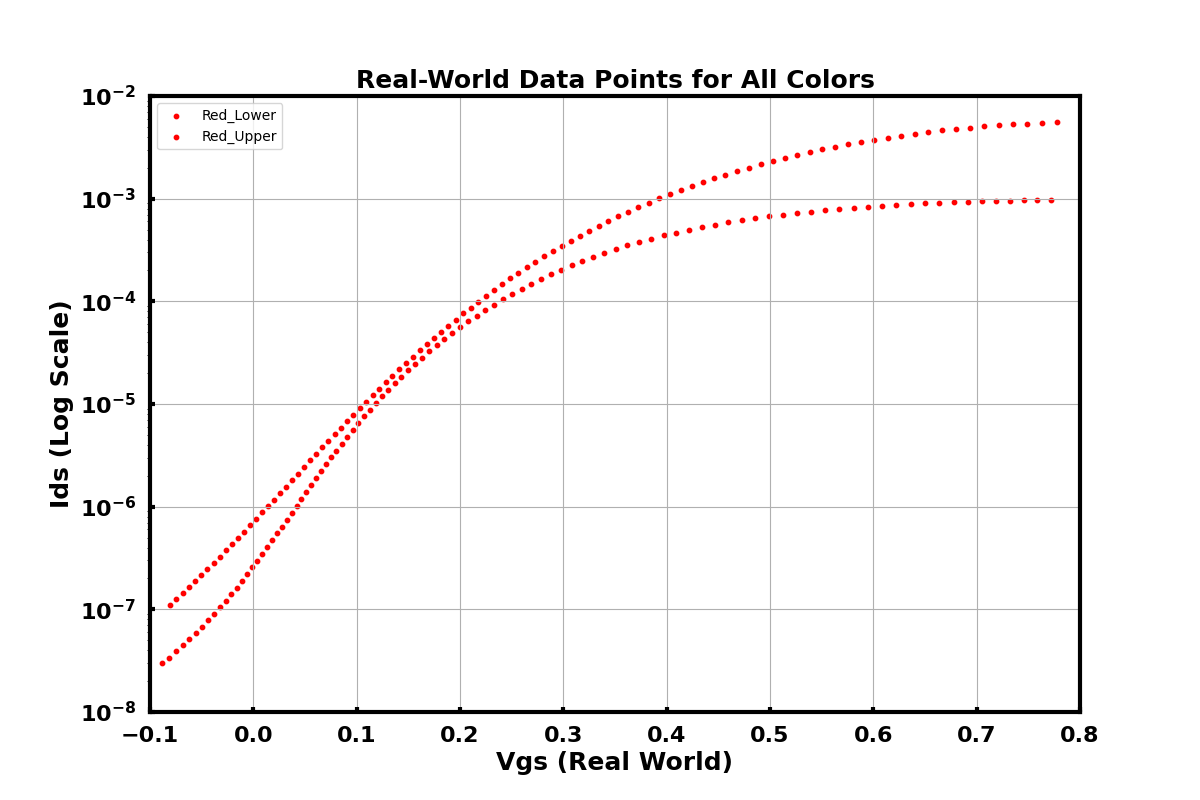 Real-World Data Points for All Colors
Red_Lower
Red_Upper
Ids (Log Scale)
10⁻²
10⁻³
10⁻⁴
10⁻⁵
10⁻⁶
10⁻⁷
10⁻⁸
−0.1 0.0 0.1 0.2 0.3 0.4 0.5 0.6 0.7 0.8
Vgs (Real World)